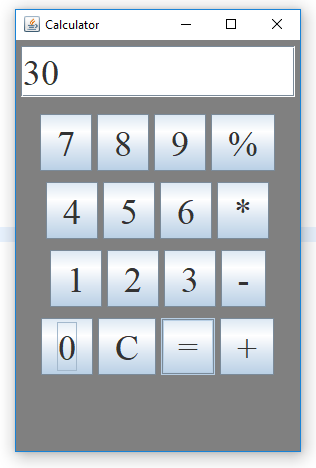 Calculator
30
7 8 9 %
4 5 6 *
1 2 3 -
0 C = +